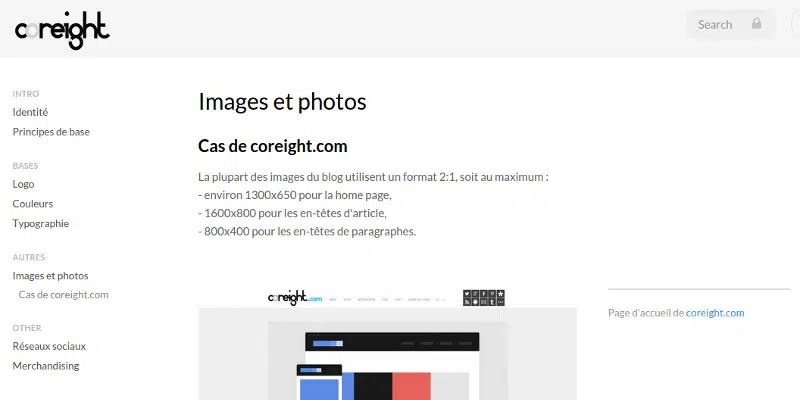 coreight
Search
INTRO
Identité
Principes de base
BASES
Logo
Couleurs
Typographie
AUTRES
Images et photos
Cas de coreight.com
OTHER
Réseaux sociaux
Merchandising
Images et photos
Cas de coreight.com
La plupart des images du blog utilisent un format 2:1, soit au maximum :
- environ 1300x650 pour la home page,
- 1600x800 pour les en-têtes d'article,
- 800x400 pour les en-têtes de paragraphes.
coreight.com
Page d'accueil de coreight.com